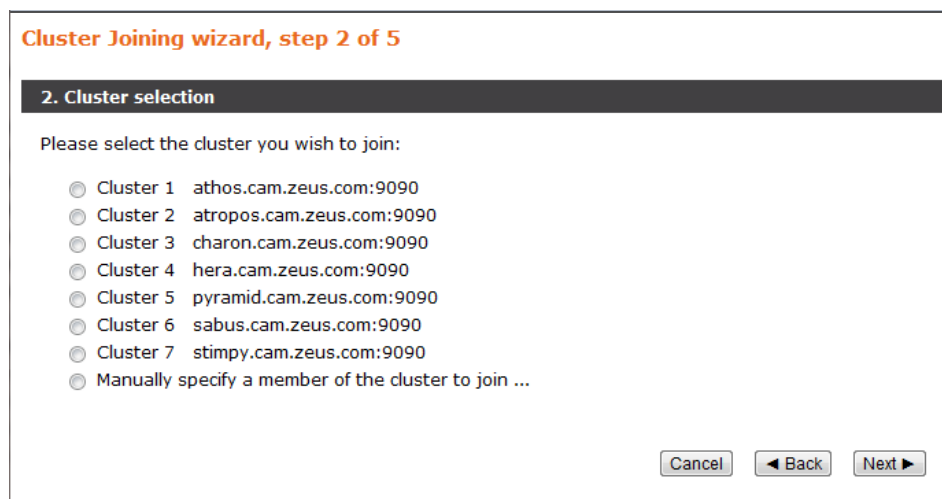 Cluster Joining wizard, step 2 of 5
2. Cluster selection
Please select the cluster you wish to join:
Cluster 1 athos.cam.zeus.com:9090
Cluster 2 atropos.cam.zeus.com:9090
Cluster 3 charon.cam.zeus.com:9090
Cluster 4 hera.cam.zeus.com:9090
Cluster 5 pyramid.cam.zeus.com:9090
Cluster 6 sabus.cam.zeus.com:9090
Cluster 7 stimpy.cam.zeus.com:9090
Manually specify a member of the cluster to join ...
Cancel ◄ Back Next ►